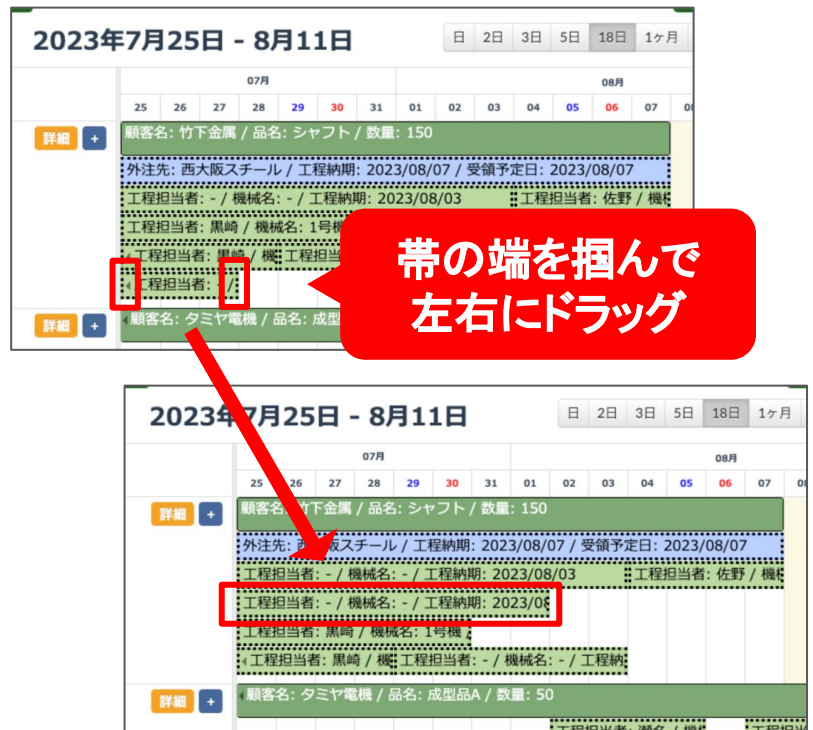 2023年7月25日 - 8月11日
日 2日 3日 5日 18日 1ヶ月
07月 08月
25 26 27 28 29 30 31 01 02 03 04 05 06 07
詳細 + 顧客名: 竹下金属 / 品名: シャフト / 数量: 150
外注先: 西大阪スチール / 工程納期: 2023/08/07 / 受領予定日: 2023/08/07
工程担当者: - / 機械名: - / 工程納期: 2023/08/03 工程担当者: 佐野 / 機
工程担当者: 黒崎 / 機械名: 1号機
工程担当者: 黒崎 / 機 工程担当
工程担当者: - /
詳細 + 顧客名: タミヤ電機 / 品名: 成型
帯の端を掴んで
左右にドラッグ
2023年7月25日 - 8月11日
日 2日 3日 5日 18日 1ヶ月
07月 08月
25 26 27 28 29 30 31 01 02 03 04 05 06 07
詳細 + 顧客名: 竹下金属 / 品名: シャフト / 数量: 150
外注先: 西大阪スチール / 工程納期: 2023/08/07 / 受領予定日: 2023/08/07
工程担当者: - / 機械名: - / 工程納期: 2023/08/03 工程担当者: 佐野 / 機
工程担当者: - / 機械名: - / 工程納期: 2023/08
工程担当者: 黒崎 / 機械名: 1号機 /
工程担当者: 黒崎 / 機 工程担当者: - / 機械名: - / 工程納
詳細 + 顧客名: タミヤ電機 / 品名: 成型品A / 数量: 50